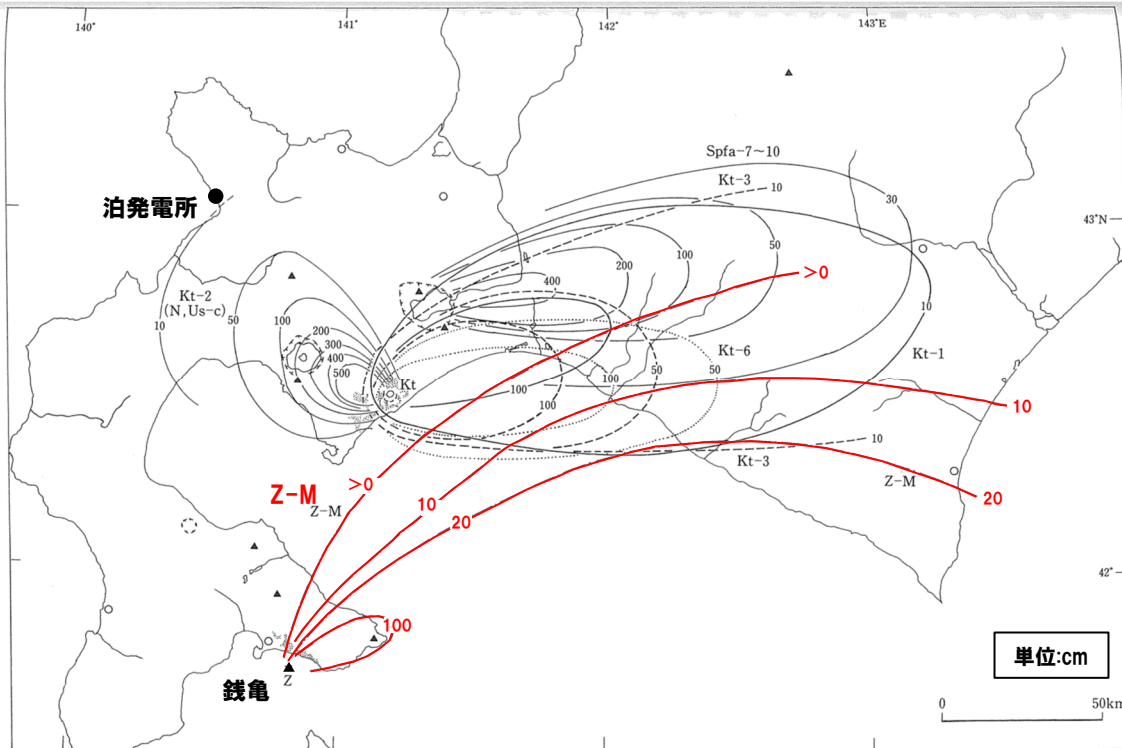 140°
141°
142°
143°E
Spfa-7~10
Kt-3
10
30
泊発電所
43°N
50
100
200
400
>0
Kt-2
(N,Us-c)
10
50
100
200
300
400
500
10
Kt-6
Kt-1
Kt
50
50
100
100
100
10
10
Kt-3
Z-M
>0
Z-M
Z-M
10
20
20
42°
100
単位:cm
銭亀
Z
0
50km